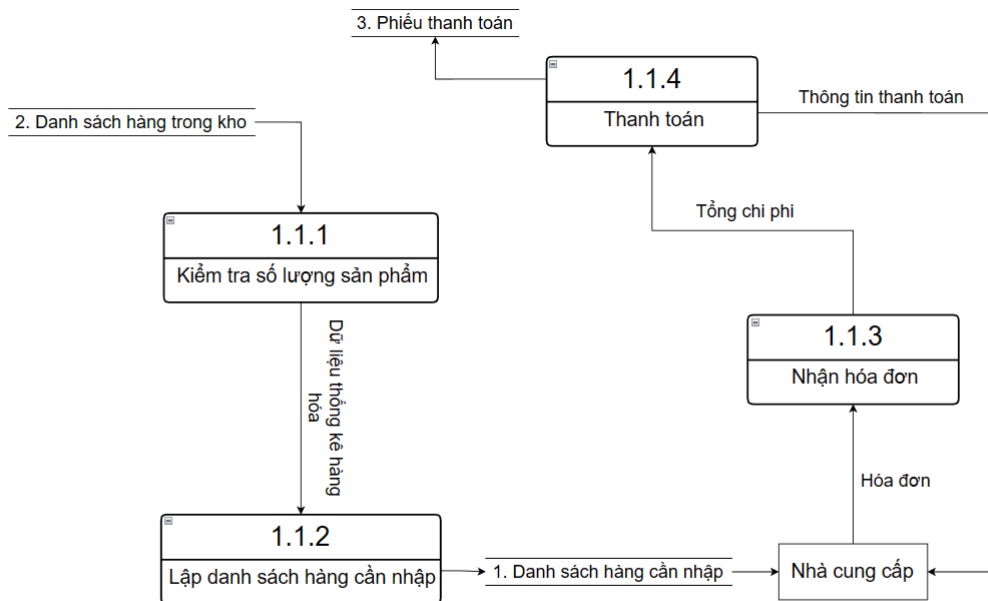 3. Phiếu thanh toán
1.1.4
Thanh toán
Thông tin thanh toán
2. Danh sách hàng trong kho
Tổng chi phi
1.1.1
Kiểm tra số lượng sản phẩm
1.1.3
Nhận hóa đơn
Dữ liệu thống kê hàng
hóa
Hóa đơn
1.1.2
Lập danh sách hàng cần nhập
1. Danh sách hàng cần nhập
Nhà cung cấp